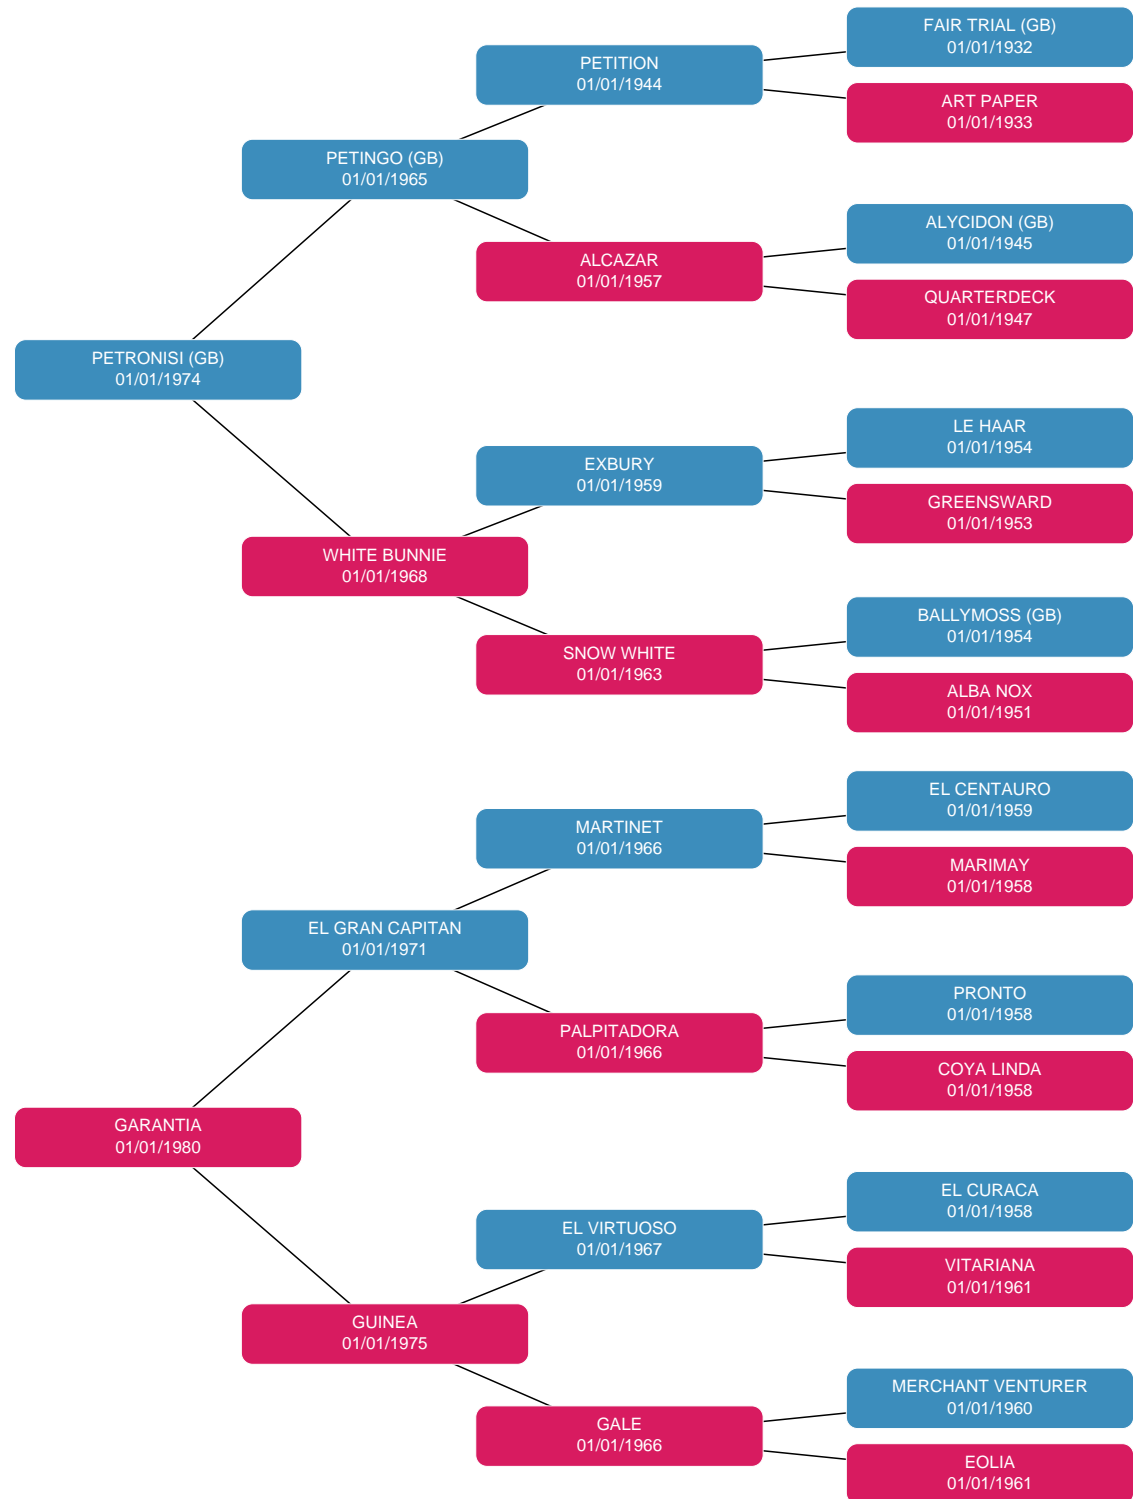 FAIR TRIAL (GB)
01/01/1932
PETITION
01/01/1944
ART PAPER
01/01/1933
PETINGO (GB)
01/01/1965
ALYCIDON (GB)
01/01/1945
ALCAZAR
01/01/1957
QUARTERDECK
01/01/1947
PETRONISI (GB)
01/01/1974
LE HAAR
01/01/1954
EXBURY
01/01/1959
GREENSWARD
01/01/1953
WHITE BUNNIE
01/01/1968
BALLYMOSS (GB)
01/01/1954
SNOW WHITE
01/01/1963
ALBA NOX
01/01/1951
EL CENTAURO
01/01/1959
MARTINET
01/01/1966
MARIMAY
01/01/1958
EL GRAN CAPITAN
01/01/1971
PRONTO
01/01/1958
PALPITADORA
01/01/1966
COYA LINDA
01/01/1958
GARANTIA
01/01/1980
EL CURACA
01/01/1958
EL VIRTUOSO
01/01/1967
VITARIANA
01/01/1961
GUINEA
01/01/1975
MERCHANT VENTURER
01/01/1960
GALE
01/01/1966
EOLIA
01/01/1961